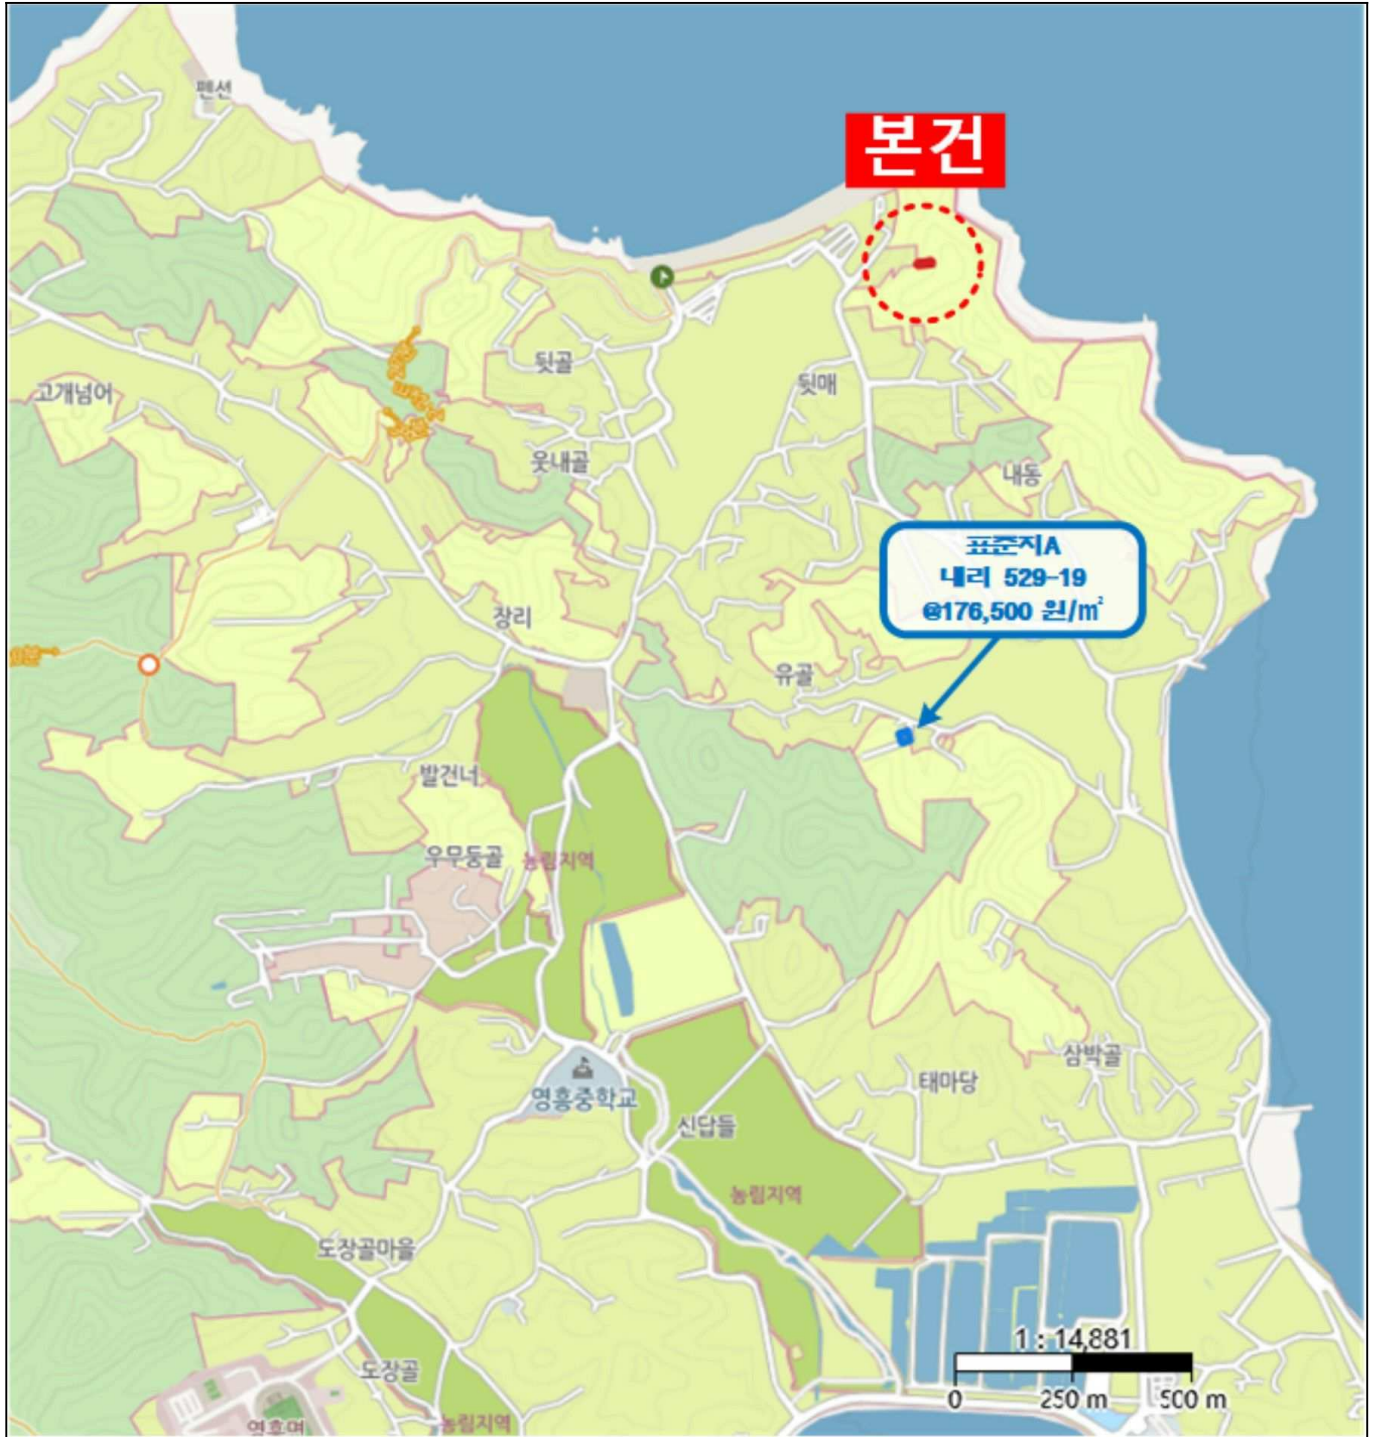 펜션
본건
뒷골
뒷매
고개넘어
웃내골
내동
표준지A
내리 529-19
@176,500 원/㎡
장리
유골
발건너
우무동골
농림지역
삼박골
태마당
영흥중학교
신답들
농림지역
도장골마을
1 : 14,881
도장골
0 250 m 500 m
영흥면
농림지역